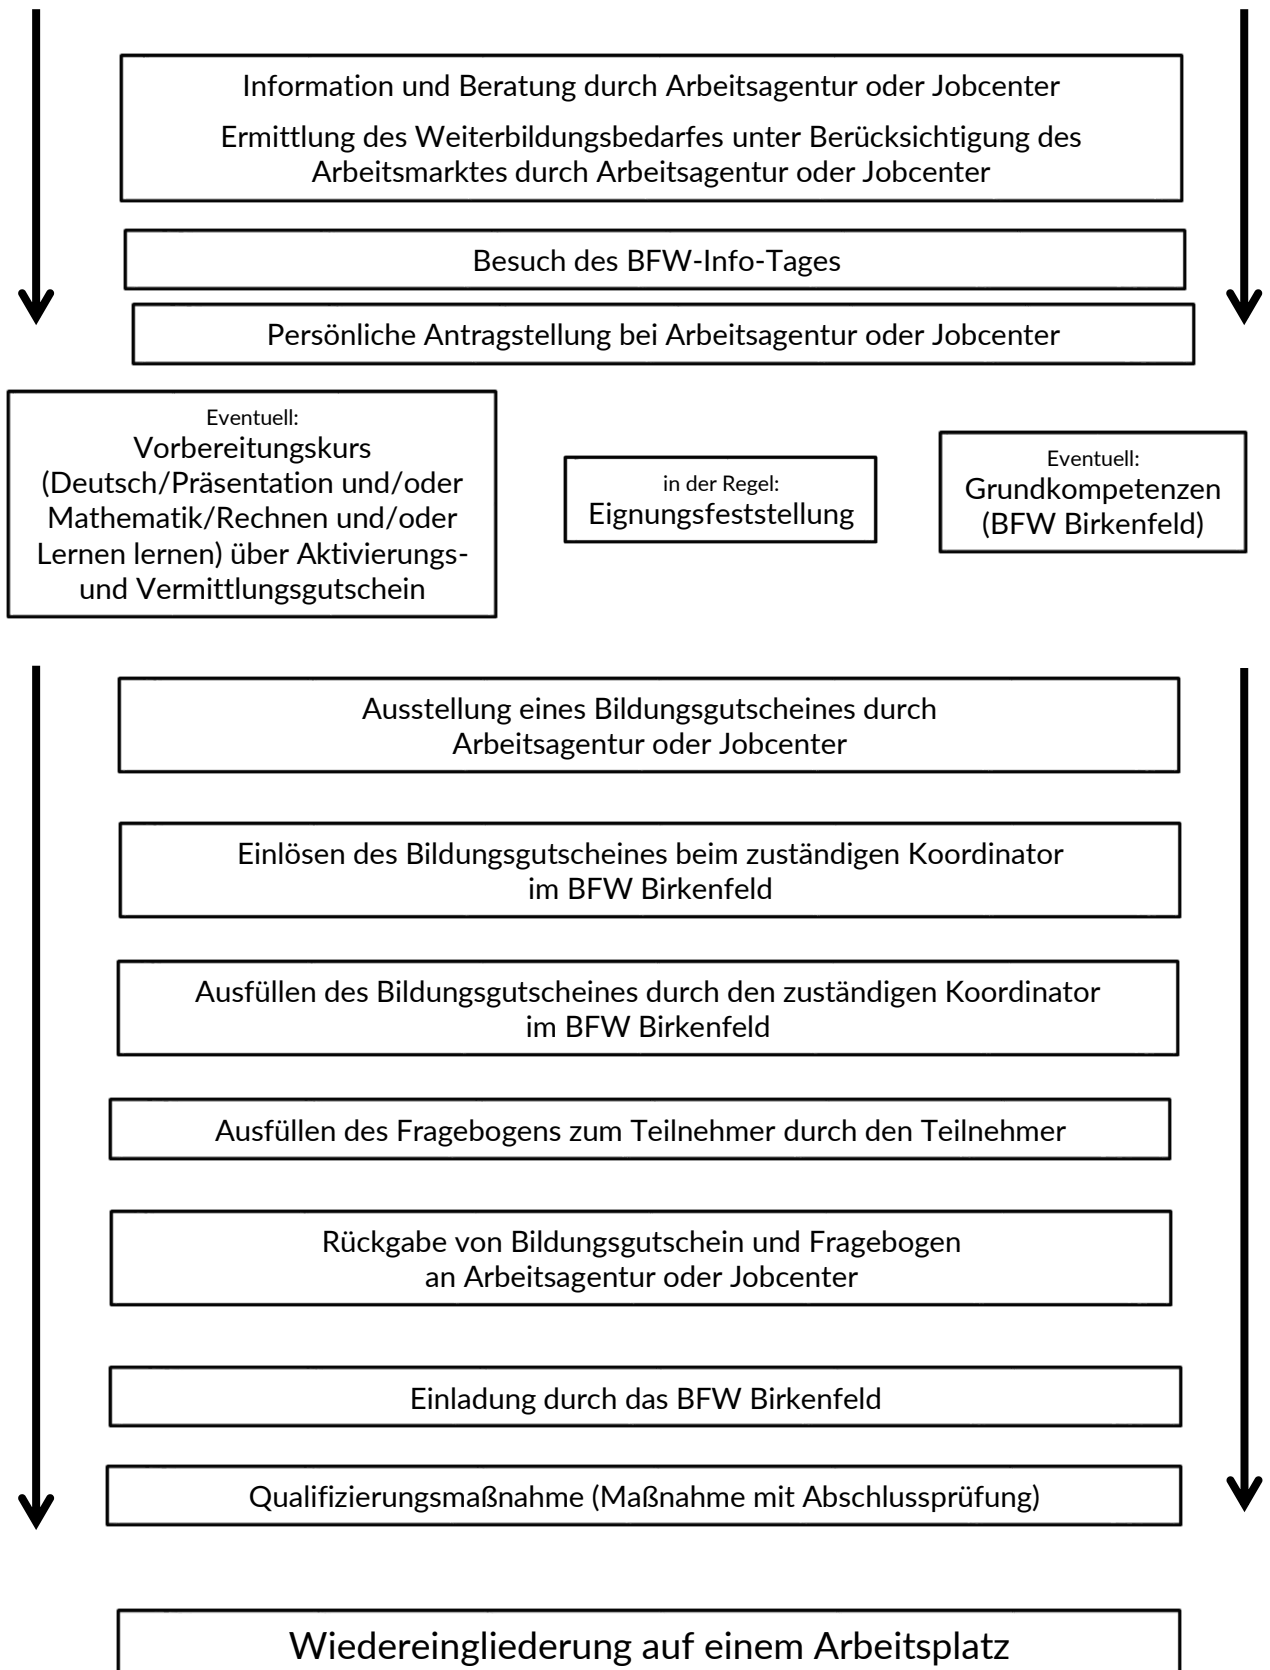 Information und Beratung durch Arbeitsagentur oder Jobcenter
Ermittlung des Weiterbildungsbedarfes unter Berücksichtigung des
Arbeitsmarktes durch Arbeitsagentur oder Jobcenter
Besuch des BFW-Info-Tages
Persönliche Antragstellung bei Arbeitsagentur oder Jobcenter
Eventuell:
Vorbereitungskurs
(Deutsch/Präsentation und/oder
Mathematik/Rechnen und/oder
Lernen lernen) über Aktivierungs-
und Vermittlungsgutschein
in der Regel:
Eignungsfeststellung
Eventuell:
Grundkompetenzen
(BFW Birkenfeld)
Ausstellung eines Bildungsgutscheines durch
Arbeitsagentur oder Jobcenter
Einlösen des Bildungsgutscheines beim zuständigen Koordinator
im BFW Birkenfeld
Ausfüllen des Bildungsgutscheines durch den zuständigen Koordinator
im BFW Birkenfeld
Ausfüllen des Fragebogens zum Teilnehmer durch den Teilnehmer
Rückgabe von Bildungsgutschein und Fragebogen
an Arbeitsagentur oder Jobcenter
Einladung durch das BFW Birkenfeld
Qualifizierungsmaßnahme (Maßnahme mit Abschlussprüfung)
Wiedereingliederung auf einem Arbeitsplatz